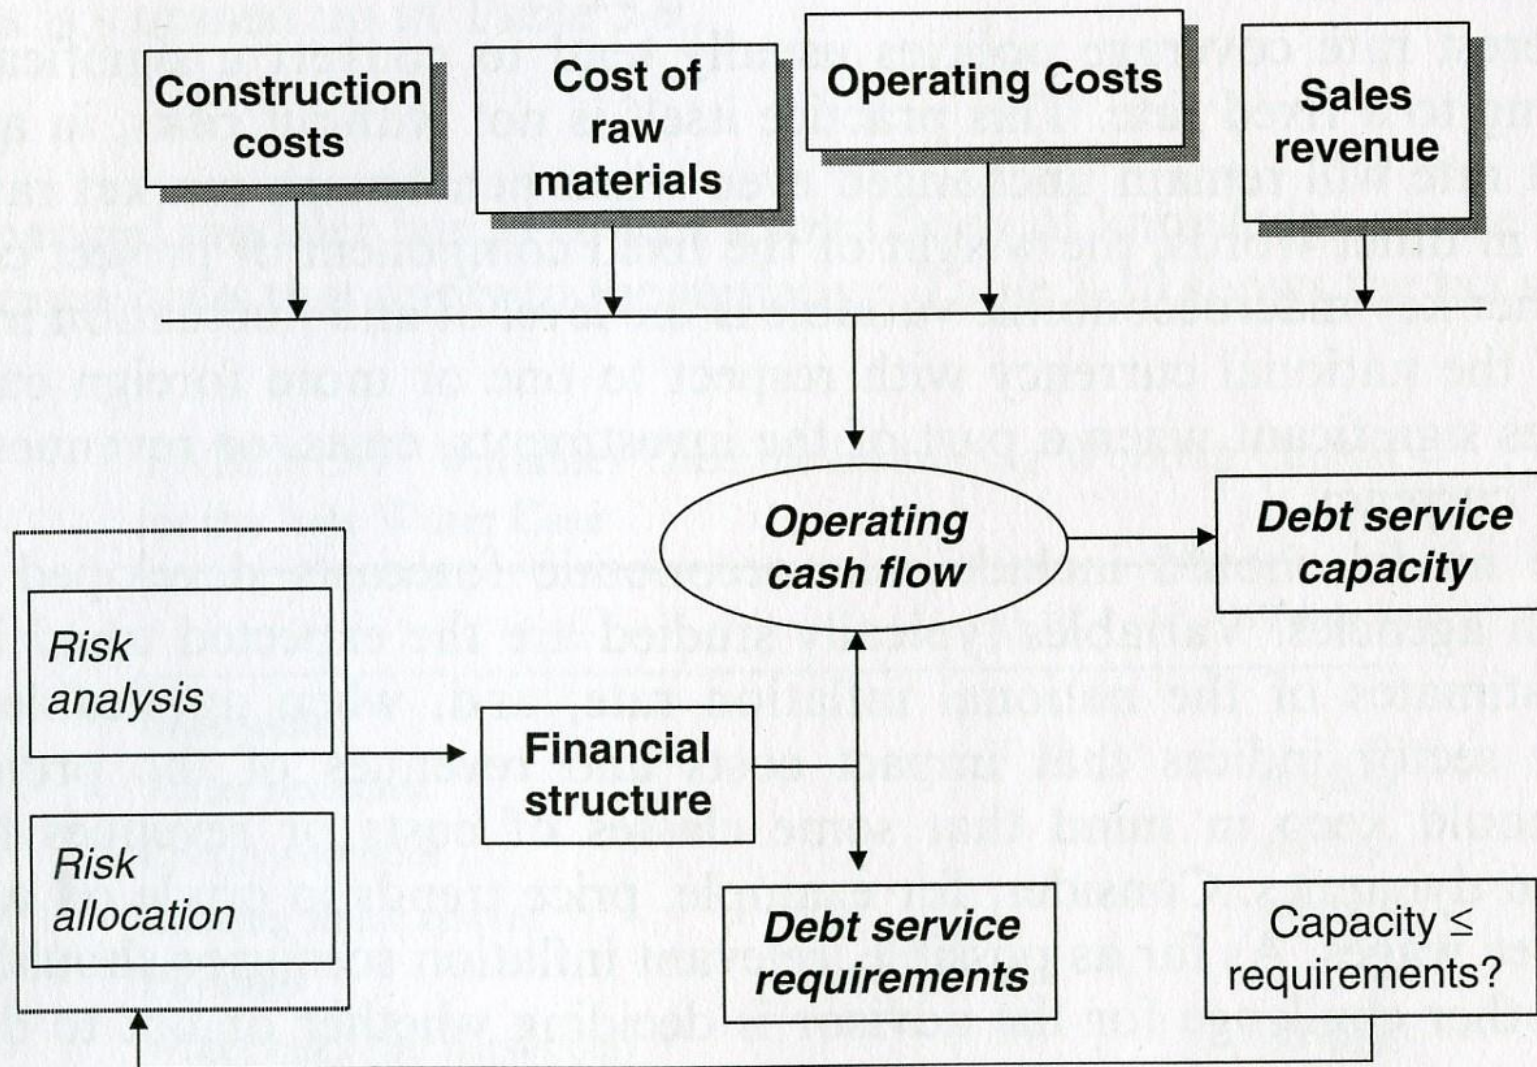 Construction
costs
Cost of
raw
materials
Operating Costs
Sales
revenue
Operating
cash flow
Debt service
capacity
Risk
analysis
Financial
structure
Risk
allocation
Debt service
requirements
Capacity ≤
requirements?